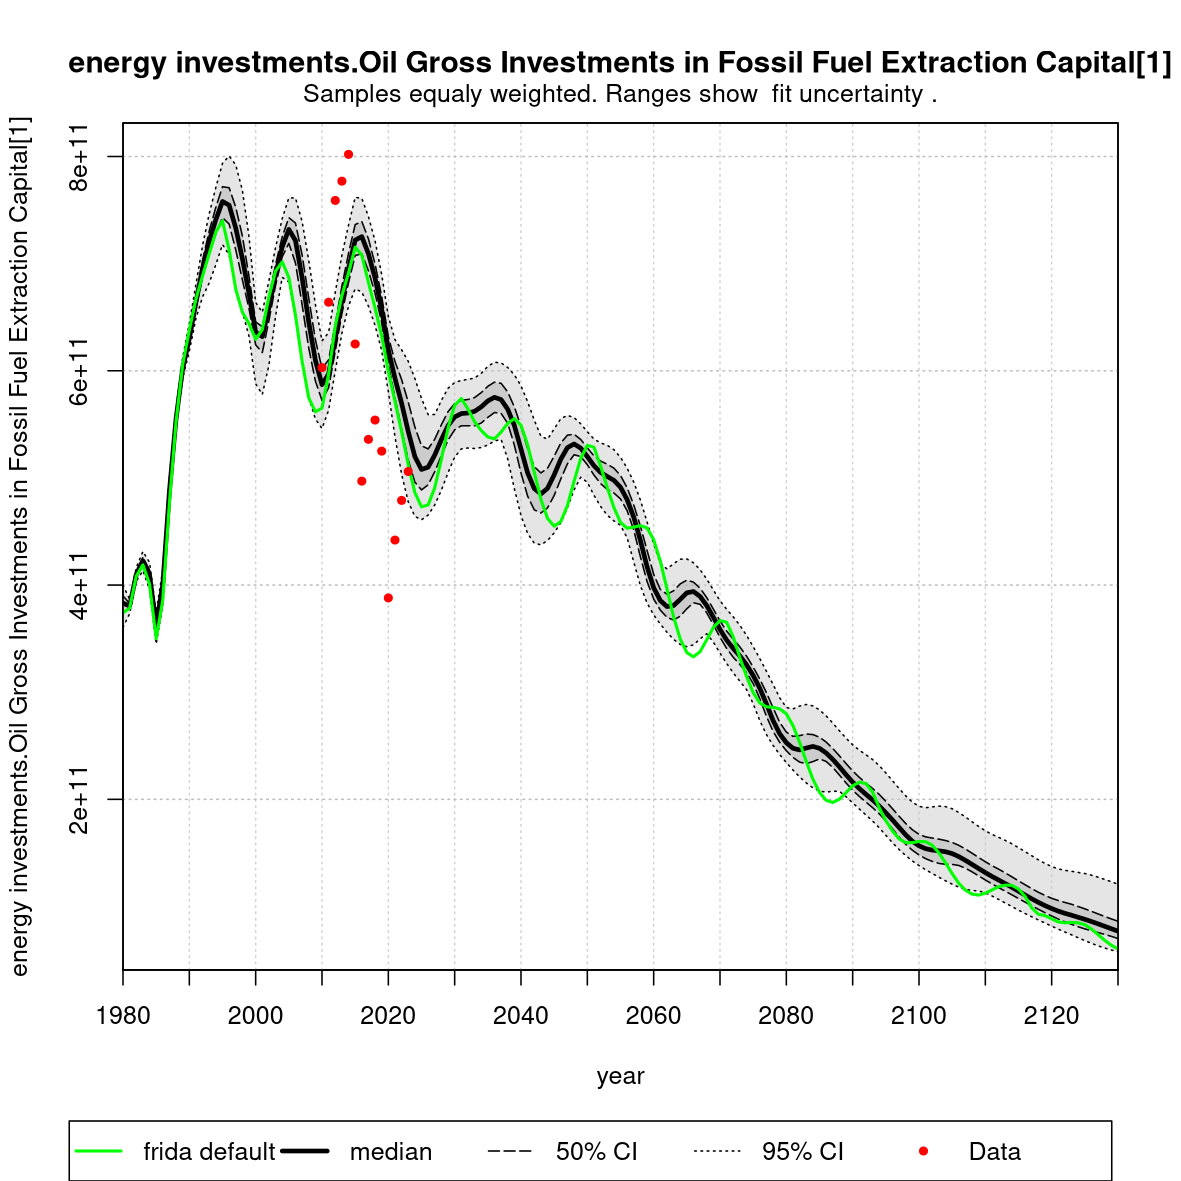 energy investments.Oil Gross Investments in Fossil Fuel Extraction Capital[1]
Samples equaly weighted. Ranges show  fit uncertainty .
energy investments.Oil Gross Investments in Fossil Fuel Extraction Capital[1]
8e+11
6e+11
4e+11
2e+11
1980 2000 2020 2040 2060 2080 2100 2120
year
frida default median 50% CI 95% CI Data